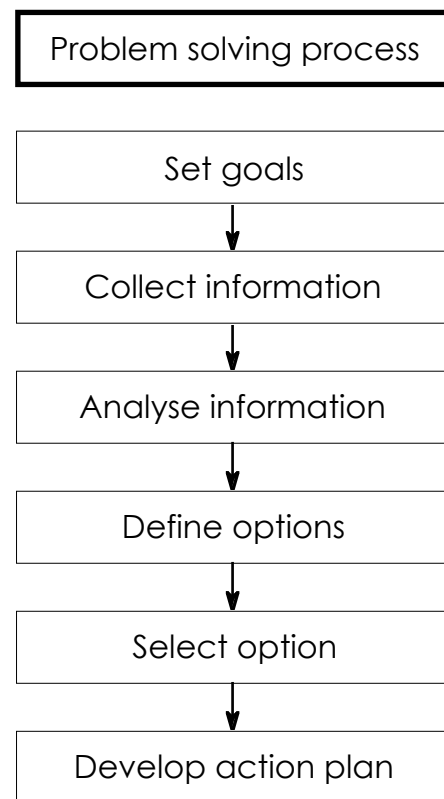 Problem solving process
Set goals
Collect information
Analyse information
Define options
Select option
Develop action plan